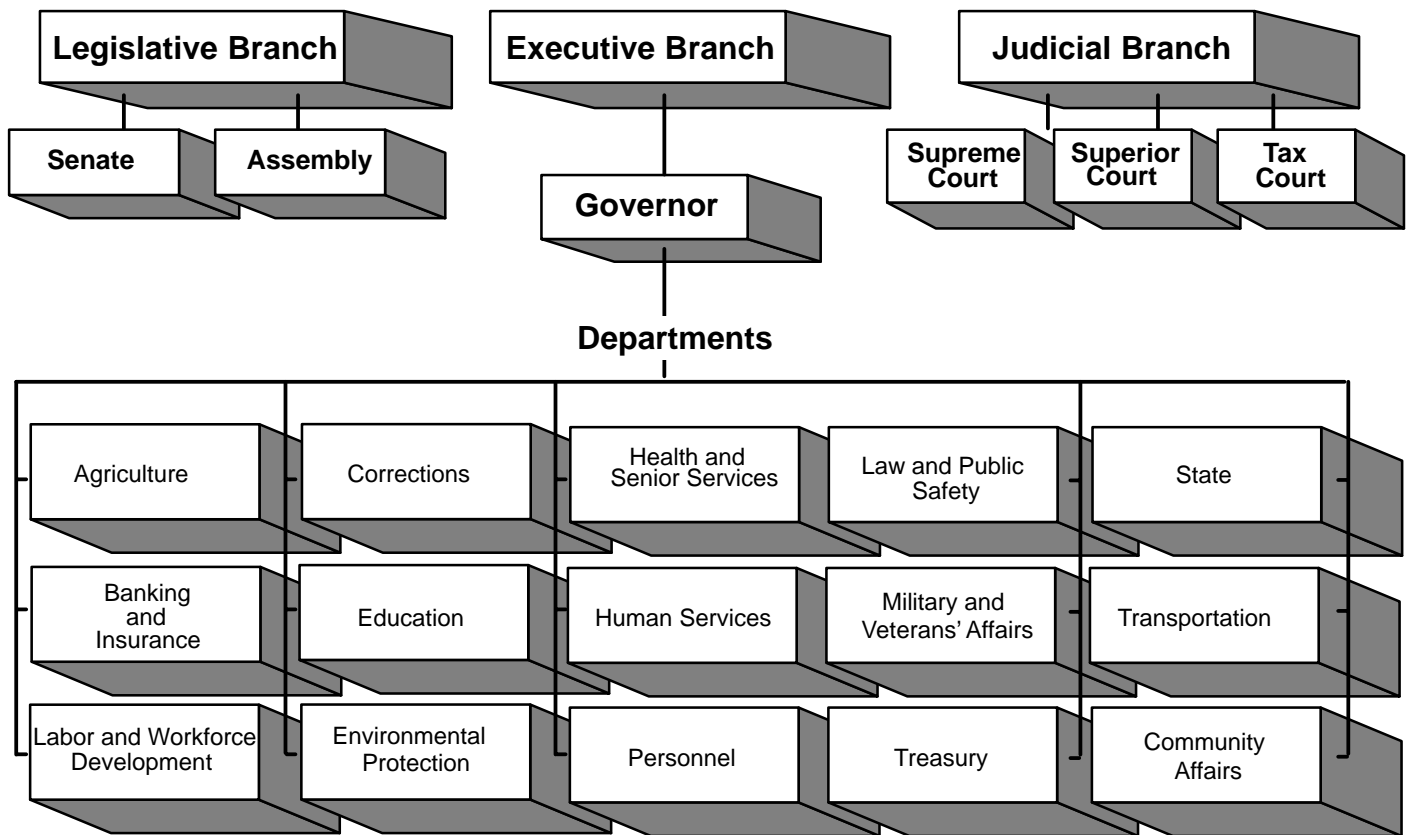 Legislative Branch
Executive Branch
Judicial Branch
Senate
Assembly
Governor
Supreme
Court
Superior
Court
Tax
Court
Departments
Agriculture
Corrections
Health and
Senior Services
Law and Public
Safety
State
Banking
and
Insurance
Education
Human Services
Military and
Veterans’ Affairs
Transportation
Labor and Workforce
Development
Environmental
Protection
Personnel
Treasury
Community
Affairs